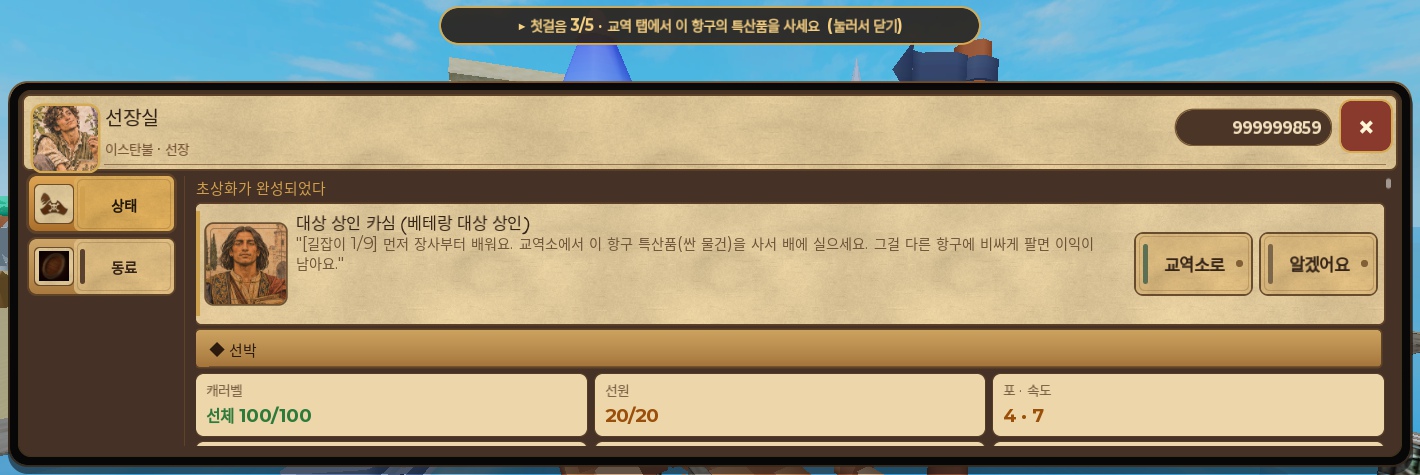 ▸ 첫걸음 3/5 · 교역 탭에서 이 항구의 특산품을 사세요 (눌러서 닫기)
선장실
이스탄불 · 선장
999999859
×
상태
동료
초상화가 완성되었다
대상 상인 카심 (베테랑 대상 상인)
"[길잡이 1/9] 먼저 장사부터 배워요. 교역소에서 이 항구 특산품(싼 물건)을 사서 배에 실으세요. 그걸 다른 항구에 비싸게 팔면 이익이
남아요."
교역소로
알겠어요
◆ 선박
캐러벨
선체 100/100
선원
20/20
포 · 속도
4 · 7